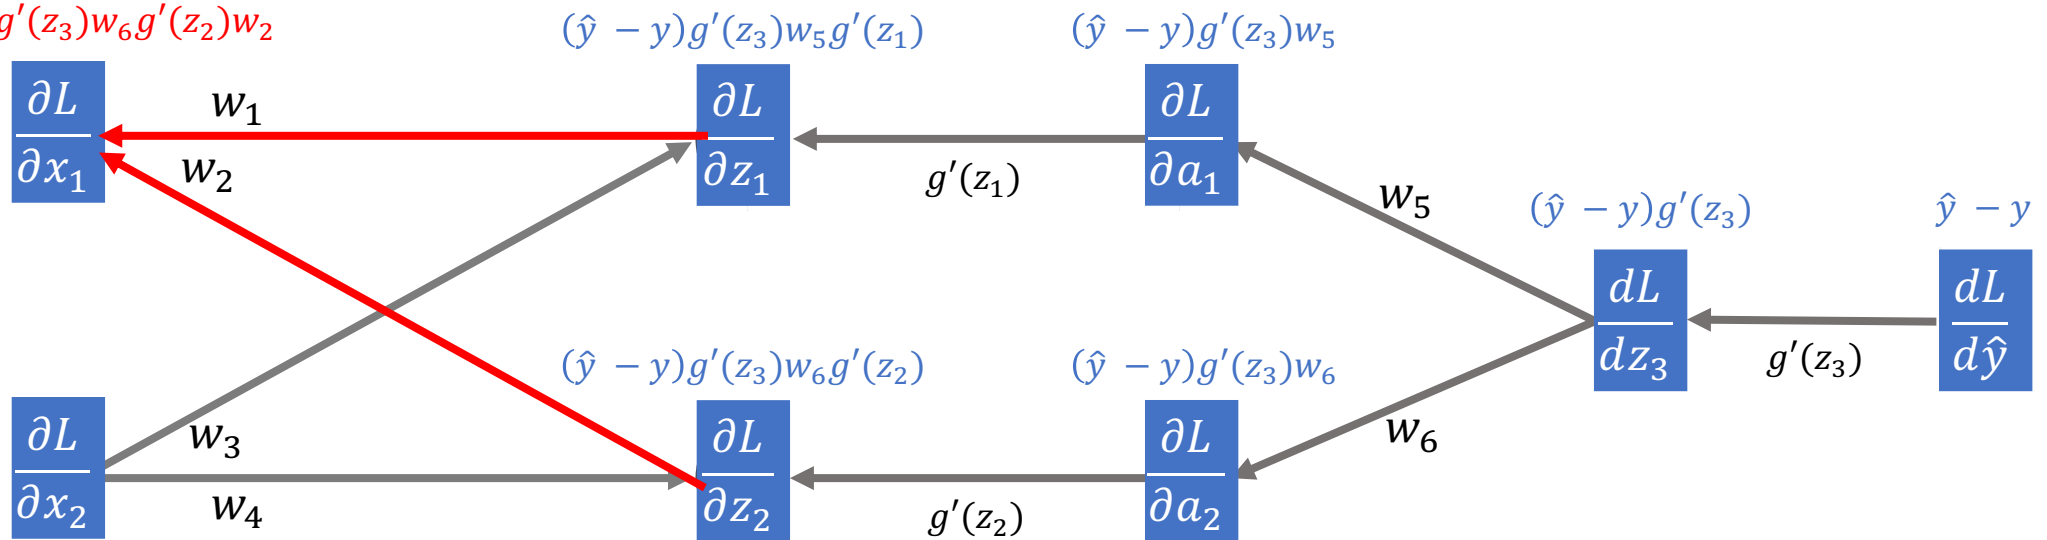 g′(z₃)w₆g′(z₂)w₂
(ŷ − y)g′(z₃)w₅g′(z₁)
(ŷ − y)g′(z₃)w₅
∂L
∂x₁
w₁
w₂
∂L
∂z₁
g′(z₁)
∂L
∂a₁
w₅
(ŷ − y)g′(z₃)
ŷ − y
dL
dz₃
g′(z₃)
dL
dŷ
(ŷ − y)g′(z₃)w₆g′(z₂)
(ŷ − y)g′(z₃)w₆
∂L
∂x₂
w₃
w₄
∂L
∂z₂
g′(z₂)
∂L
∂a₂
w₆